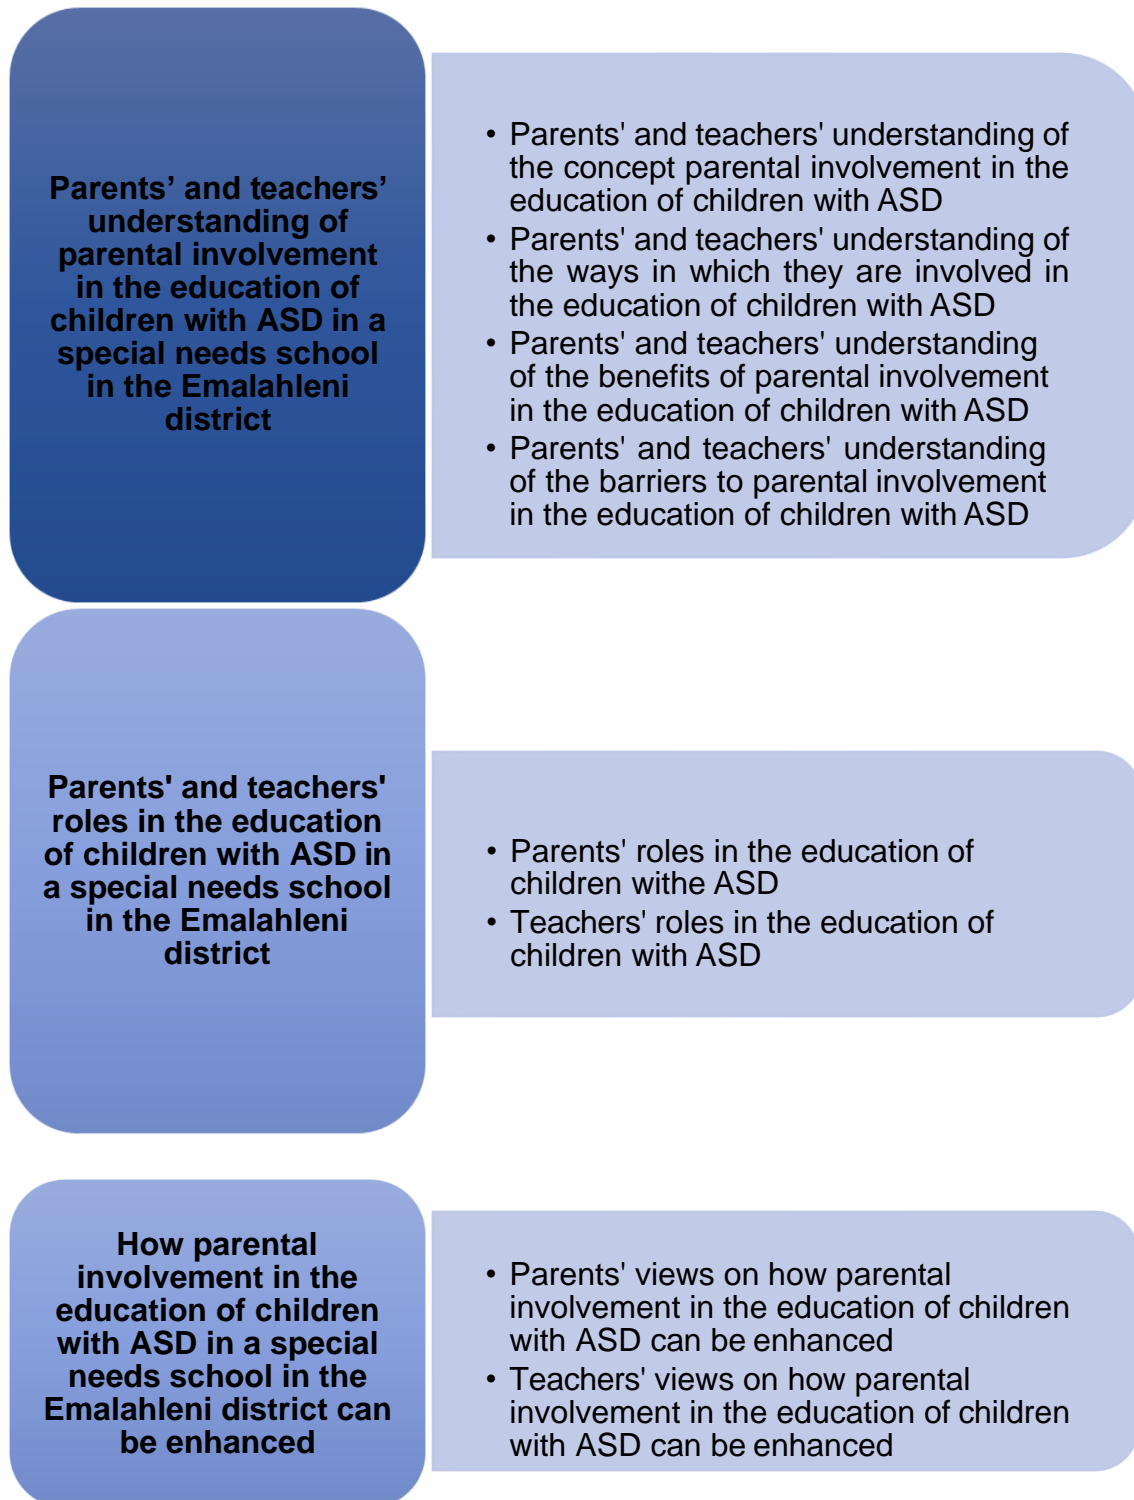 Parents’ and teachers’
understanding of
parental involvement
in the education of
children with ASD in a
special needs school
in the Emalahleni
district
• Parents' and teachers' understanding of
the concept parental involvement in the
education of children with ASD
• Parents' and teachers' understanding of
the ways in which they are involved in
the education of children with ASD
• Parents' and teachers' understanding
of the benefits of parental involvement
in the education of children with ASD
• Parents' and teachers' understanding
of the barriers to parental involvement
in the education of children with ASD
Parents' and teachers'
roles in the education
of children with ASD in
a special needs school
in the Emalahleni
district
• Parents' roles in the education of
children withe ASD
• Teachers' roles in the education of
children with ASD
How parental
involvement in the
education of children
with ASD in a special
needs school in the
Emalahleni district can
be enhanced
• Parents' views on how parental
involvement in the education of children
with ASD can be enhanced
• Teachers' views on how parental
involvement in the education of children
with ASD can be enhanced